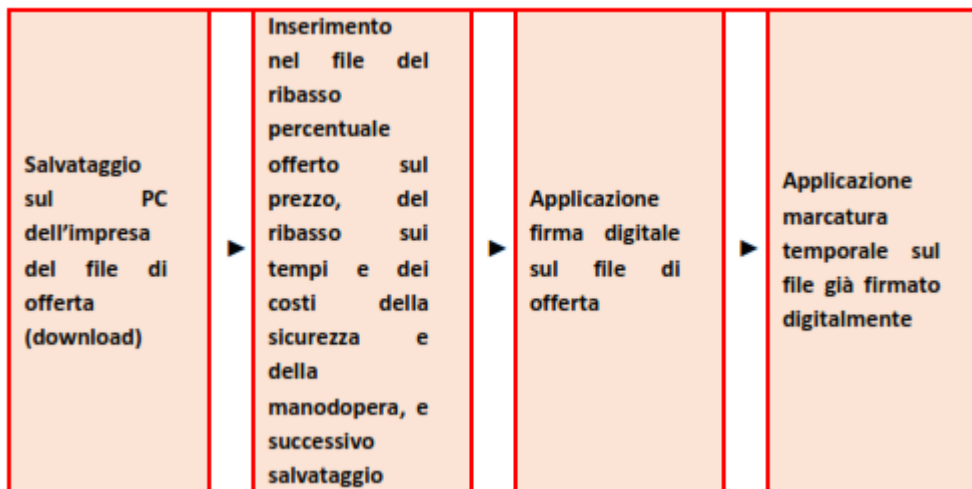 Salvataggio
sul PC
dell'impresa
del file di
offerta
(download)
►
Inserimento
nel file del
ribasso
percentuale
offerto sul
prezzo, del
ribasso sui
tempi e dei
costi della
sicurezza e
della
manodopera, e
successivo
salvataggio
►
Applicazione
firma digitale
sul file di
offerta
►
Applicazione
marcatura
temporale sul
file già firmato
digitalmente